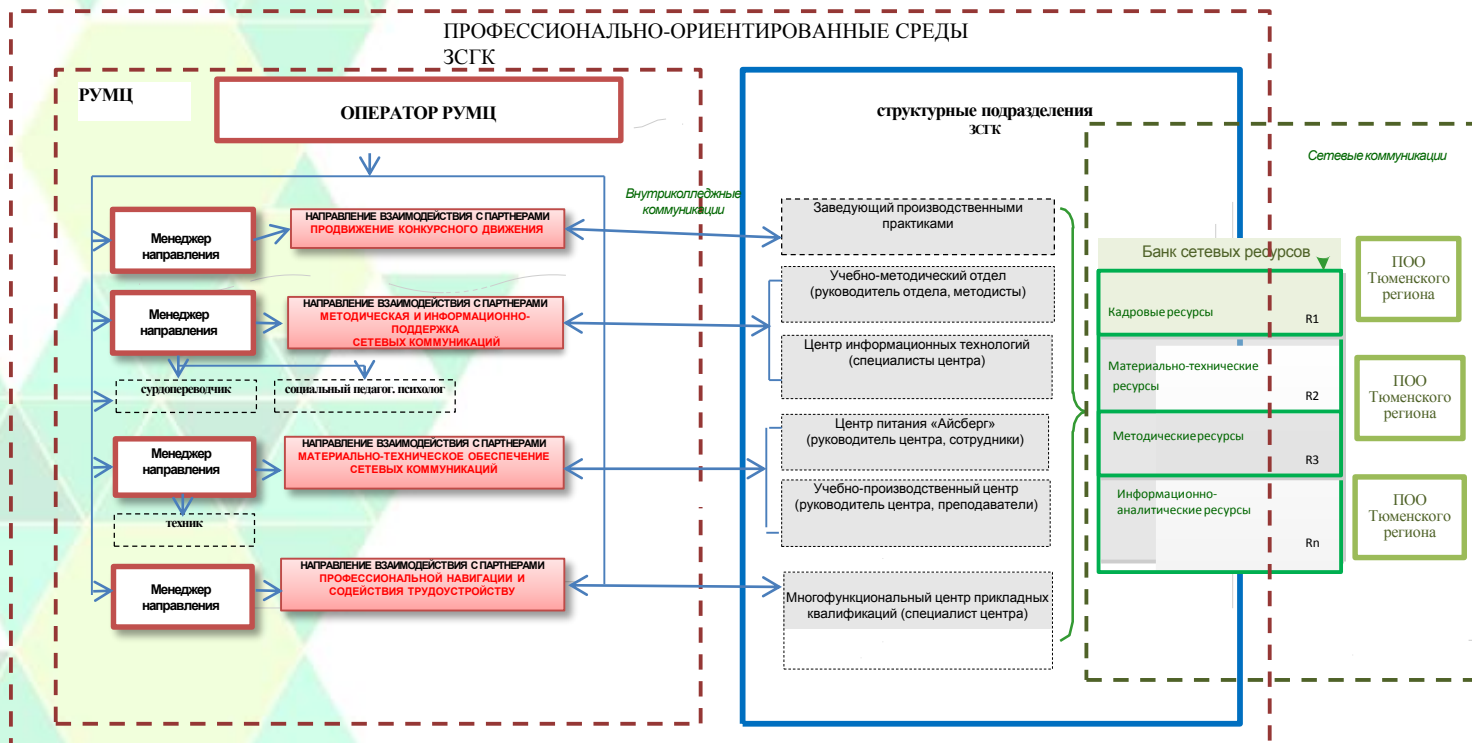 ПРОФЕССИОНАЛЬНО-ОРИЕНТИРОВАННЫЕ СРЕДЫ
ЗСГК
РУМЦ
ОПЕРАТОР РУМЦ
Менеджер
направления
НАПРАВЛЕНИЕ ВЗАИМОДЕЙСТВИЯ С ПАРТНЕРАМИ
ПРОДВИЖЕНИЕ КОНКУРСНОГО ДВИЖЕНИЯ
Менеджер
направления
НАПРАВЛЕНИЕ ВЗАИМОДЕЙСТВИЯ С ПАРТНЕРАМИ
МЕТОДИЧЕСКАЯ И ИНФОРМАЦИОННО-
ПОДДЕРЖКА
СЕТЕВЫХ КОММУНИКАЦИЙ
сурдопереводчик
социальный педагог. психолог
Менеджер
направления
НАПРАВЛЕНИЕ ВЗАИМОДЕЙСТВИЯ С ПАРТНЕРАМИ
МАТЕРИАЛЬНО-ТЕХНИЧЕСКОЕ ОБЕСПЕЧЕНИЕ
СЕТЕВЫХ КОММУНИКАЦИЙ
техник
Менеджер
направления
НАПРАВЛЕНИЕ ВЗАИМОДЕЙСТВИЯ С ПАРТНЕРАМИ
ПРОФЕССИОНАЛЬНОЙ НАВИГАЦИИ И
СОДЕЙСТВИЯ ТРУДОУСТРОЙСТВУ
Внутриколледжные
коммуникации
структурные подразделения
ЗСГК
Заведующий производственными
практиками
Учебно-методический отдел
(руководитель отдела, методисты)
Центр информационных технологий
(специалисты центра)
Центр питания «Айсберг»
(руководитель центра, сотрудники)
Учебно-производственный центр
(руководитель центра, преподаватели)
Многофункциональный центр прикладных
квалификаций (специалист центра)
Сетевые коммуникации
Банк сетевых ресурсов
Кадровые ресурсы
R1
Материально-технические
ресурсы
R2
Методические ресурсы
R3
Информационно-
аналитические ресурсы
Rn
ПОО
Тюменского
региона
ПОО
Тюменского
региона
ПОО
Тюменского
региона